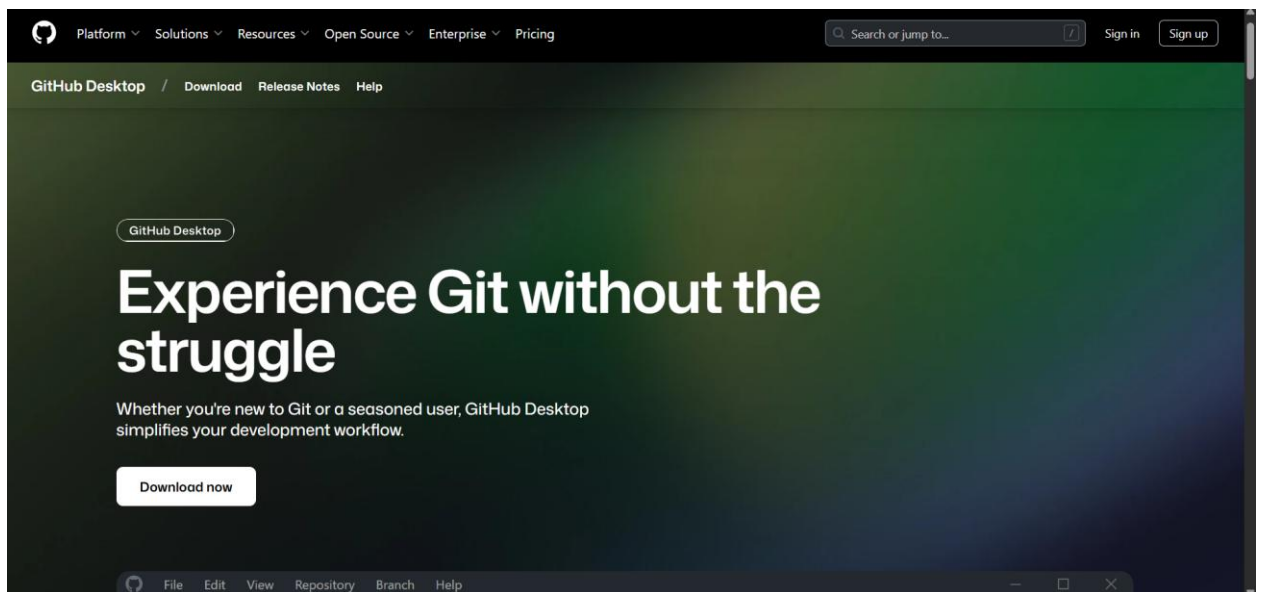 Platform Solutions Resources Open Source Enterprise Pricing Search or jump to... / Sign in Sign up
GitHub Desktop / Download Release Notes Help
GitHub Desktop
Experience Git without the
struggle
Whether you're new to Git or a seasoned user, GitHub Desktop
simplifies your development workflow.
Download now
File Edit View Repository Branch Help